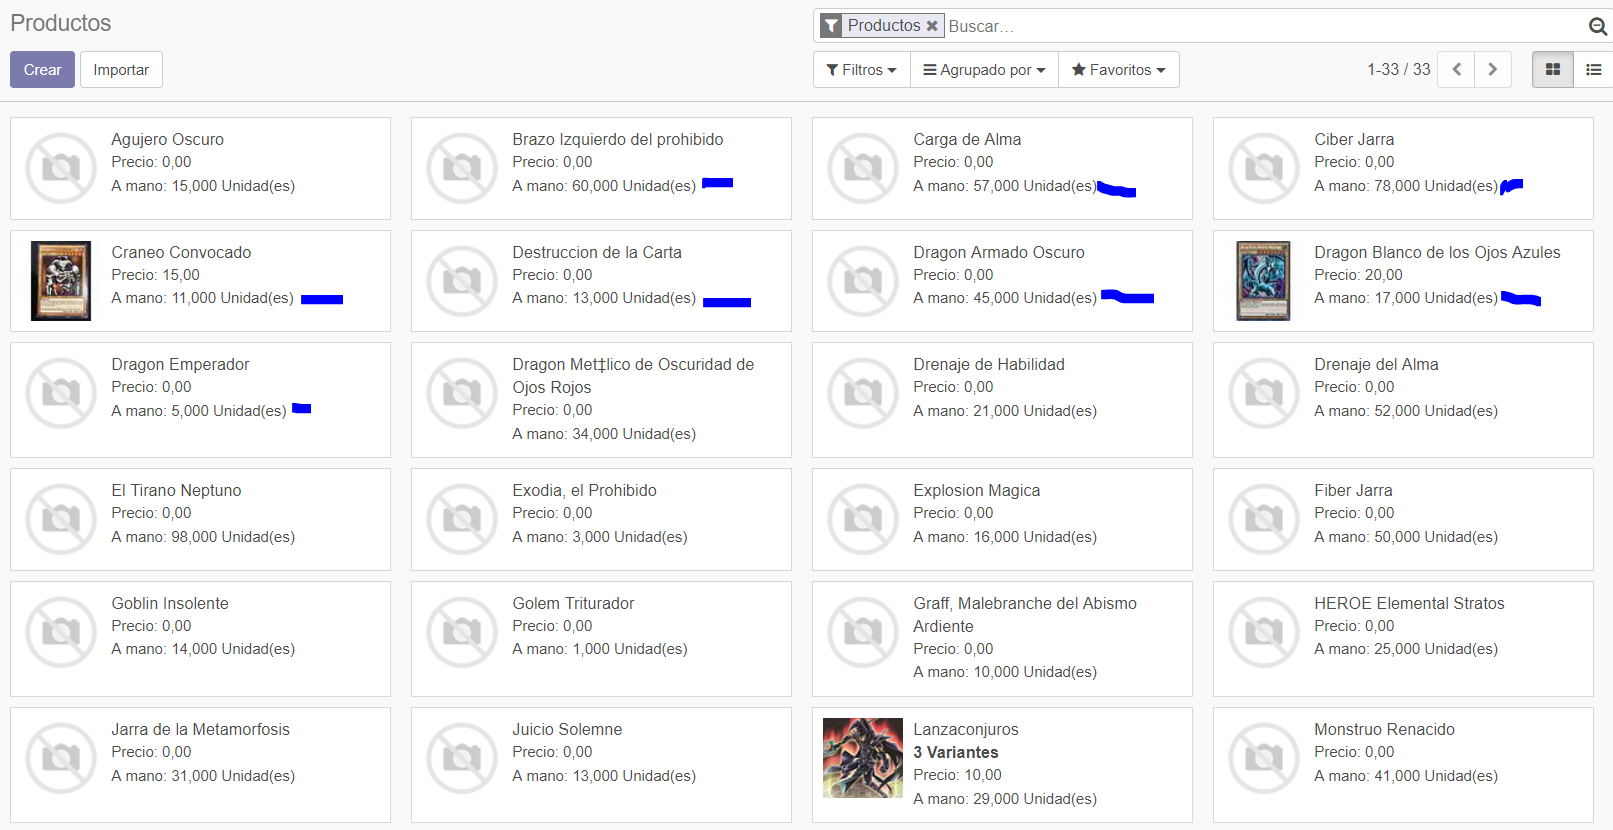 Productos
Productos
Buscar...
Crear
Importar
Filtros
Agrupado por
Favoritos
1-33 / 33
Agujero Oscuro
Precio: 0,00
A mano: 15,000 Unidad(es)
Brazo Izquierdo del prohibido
Precio: 0,00
A mano: 60,000 Unidad(es)
Carga de Alma
Precio: 0,00
A mano: 57,000 Unidad(es)
Ciber Jarra
Precio: 0,00
A mano: 78,000 Unidad(es)
Craneo Convocado
Precio: 15,00
A mano: 11,000 Unidad(es)
Destruccion de la Carta
Precio: 0,00
A mano: 13,000 Unidad(es)
Dragon Armado Oscuro
Precio: 0,00
A mano: 45,000 Unidad(es)
Dragon Blanco de los Ojos Azules
Precio: 20,00
A mano: 17,000 Unidad(es)
Dragon Emperador
Precio: 0,00
A mano: 5,000 Unidad(es)
Dragon Met‡lico de Oscuridad de
Ojos Rojos
Precio: 0,00
A mano: 34,000 Unidad(es)
Drenaje de Habilidad
Precio: 0,00
A mano: 21,000 Unidad(es)
Drenaje del Alma
Precio: 0,00
A mano: 52,000 Unidad(es)
El Tirano Neptuno
Precio: 0,00
A mano: 98,000 Unidad(es)
Exodia, el Prohibido
Precio: 0,00
A mano: 3,000 Unidad(es)
Explosion Magica
Precio: 0,00
A mano: 16,000 Unidad(es)
Fiber Jarra
Precio: 0,00
A mano: 50,000 Unidad(es)
Goblin Insolente
Precio: 0,00
A mano: 14,000 Unidad(es)
Golem Triturador
Precio: 0,00
A mano: 1,000 Unidad(es)
Graff, Malebranche del Abismo
Ardiente
Precio: 0,00
A mano: 10,000 Unidad(es)
HEROE Elemental Stratos
Precio: 0,00
A mano: 25,000 Unidad(es)
Jarra de la Metamorfosis
Precio: 0,00
A mano: 31,000 Unidad(es)
Juicio Solemne
Precio: 0,00
A mano: 13,000 Unidad(es)
Lanzaconjuros
3 Variantes
Precio: 10,00
A mano: 29,000 Unidad(es)
Monstruo Renacido
Precio: 0,00
A mano: 41,000 Unidad(es)